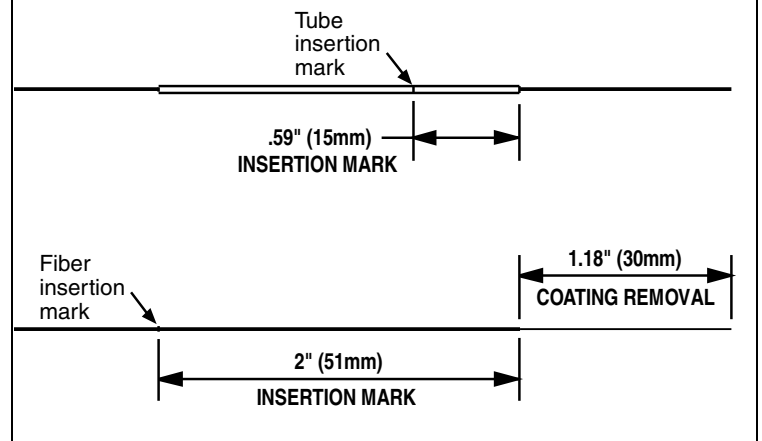 Tube
insertion
mark
.59" (15mm)
INSERTION MARK
Fiber
insertion
mark
1.18" (30mm)
COATING REMOVAL
2" (51mm)
INSERTION MARK